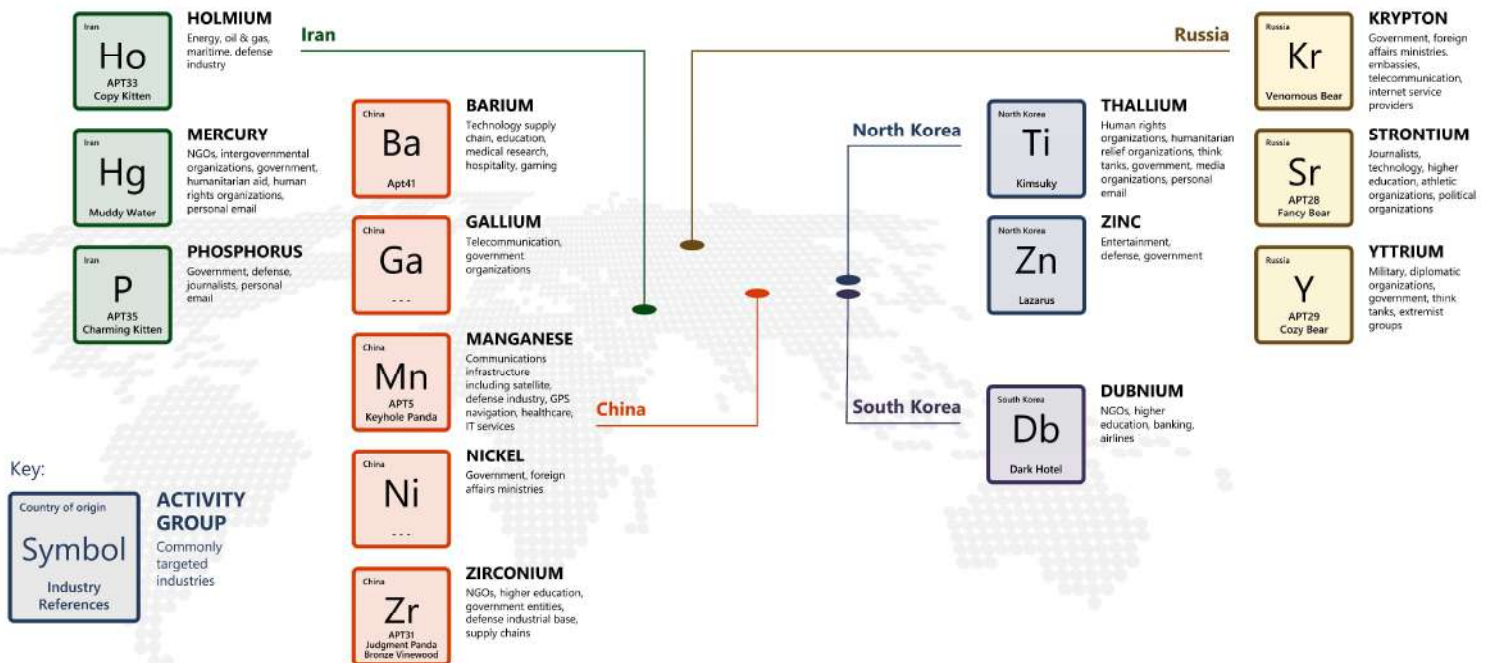 Iran
Ho
APT33
Copy Kitten
HOLMIUM
Energy, oil & gas,
maritime. defense
industry
Iran
Hg
Muddy Water
MERCURY
NGOs, intergovernmental
organizations, government,
humanitarian aid, human
rights organizations,
personal email
Iran
P
APT35
Charming Kitten
PHOSPHORUS
Government, defense,
journalists, personal
email
Iran
China
Ba
Apt41
BARIUM
Technology supply
chain, education,
medical research,
hospitality, gaming
China
Ga
- - -
GALLIUM
Telecommunication,
government
organizations
China
Mn
APT5
Keyhole Panda
MANGANESE
Communications
infrastructure
including satellite,
defense industry, GPS
navigation, healthcare,
IT services
China
Ni
- - -
NICKEL
Government, foreign
affairs ministries
China
Zr
APT31
Judgment Panda
Bronze Vinewood
ZIRCONIUM
NGOs, higher education,
government entities,
defense industrial base,
supply chains
China
North Korea
North Korea
Ti
Kimsuky
THALLIUM
Human rights
organizations, humanitarian
relief organizations, think
tanks, government, media
organizations, personal
email
North Korea
Zn
Lazarus
ZINC
Entertainment,
defense, government
South Korea
South Korea
Db
Dark Hotel
DUBNIUM
NGOs, higher
education, banking,
airlines
Russia
Russia
Kr
Venomous Bear
KRYPTON
Government, foreign
affairs ministries.
embassies,
telecommunication,
internet service
providers
Russia
Sr
APT28
Fancy Bear
STRONTIUM
Journalists,
technology, higher
education, athletic
organizations, political
organizations
Russia
Y
APT29
Cozy Bear
YTTRIUM
Military, diplomatic
organizations,
government, think
tanks, extremist
groups
Key:
Country of origin
Symbol
Industry
References
ACTIVITY
GROUP
Commonly
targeted
industries